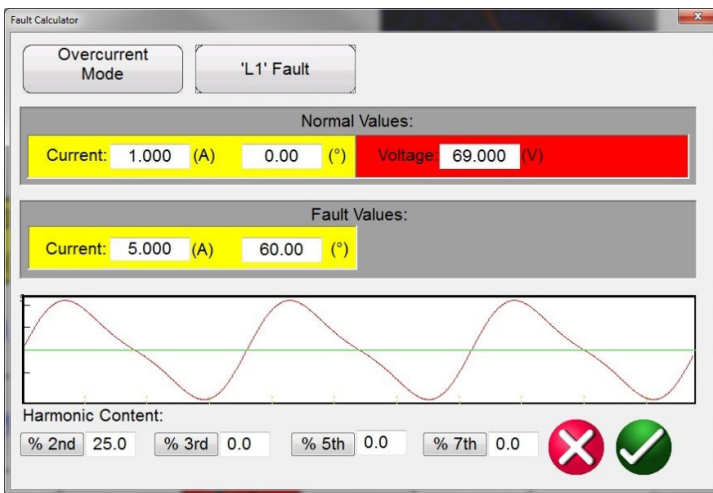 Fault Calculator
Overcurrent
Mode
'L1' Fault
Normal Values:
Current: 1.000 (A) 0.00 (°) Voltage: 69.000 (V)
Fault Values:
Current: 5.000 (A) 60.00 (°)
Harmonic Content:
% 2nd 25.0 % 3rd 0.0 % 5th 0.0 % 7th 0.0